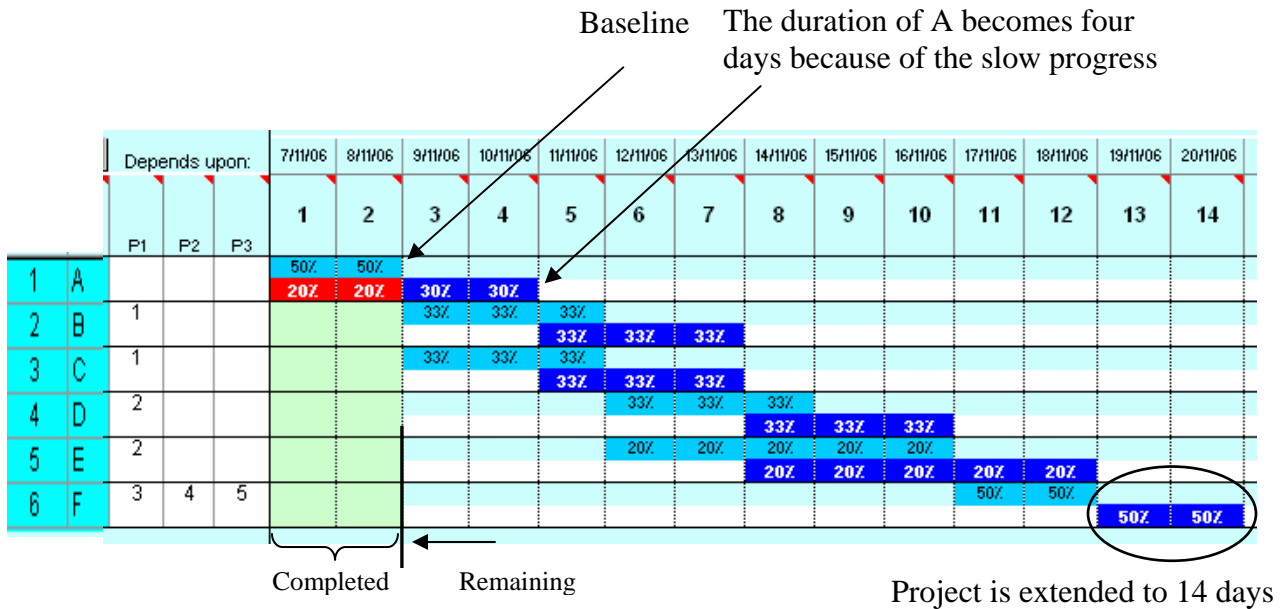 Baseline
The duration of A becomes four
days because of the slow progress
Depends upon: 7/11/06 8/11/06 9/11/06 10/11/06 11/11/06 12/11/06 13/11/06 14/11/06 15/11/06 16/11/06 17/11/06 18/11/06 19/11/06 20/11/06
1 2 3 4 5 6 7 8 9 10 11 12 13 14
P1 P2 P3
1 A 50% 50%
20% 20% 30% 30%
2 B 1 33% 33% 33%
33% 33% 33%
3 C 1 33% 33% 33%
33% 33% 33%
4 D 2 33% 33% 33%
33% 33% 33%
5 E 2 20% 20% 20% 20% 20%
20% 20% 20% 20% 20%
6 F 3 4 5 50% 50%
50% 50%
Completed Remaining
Project is extended to 14 days